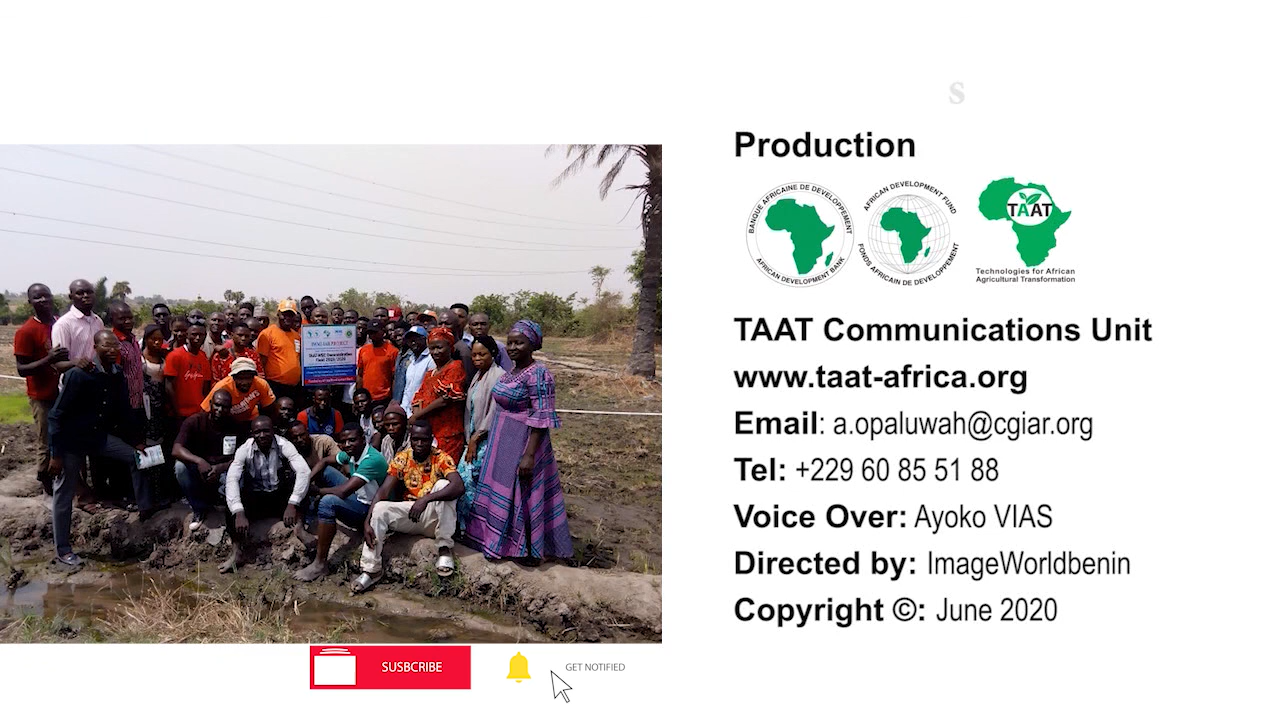 s
Production
BANQUE AFRICAINE DE DEVELOPPEMENT
AFRICAN DEVELOPMENT BANK
AFRICAN DEVELOPMENT FUND
FONDS AFRICAIN DE DEVELOPPEMENT
TAAT
Technologies for African
Agricultural Transformation
TAAT Communications Unit
www.taat-africa.org
Email: a.opaluwah@cgiar.org
Tel: +229 60 85 51 88
Voice Over: Ayoko VIAS
Directed by: ImageWorldbenin
Copyright ©: June 2020
SUSBCRIBE
GET NOTIFIED